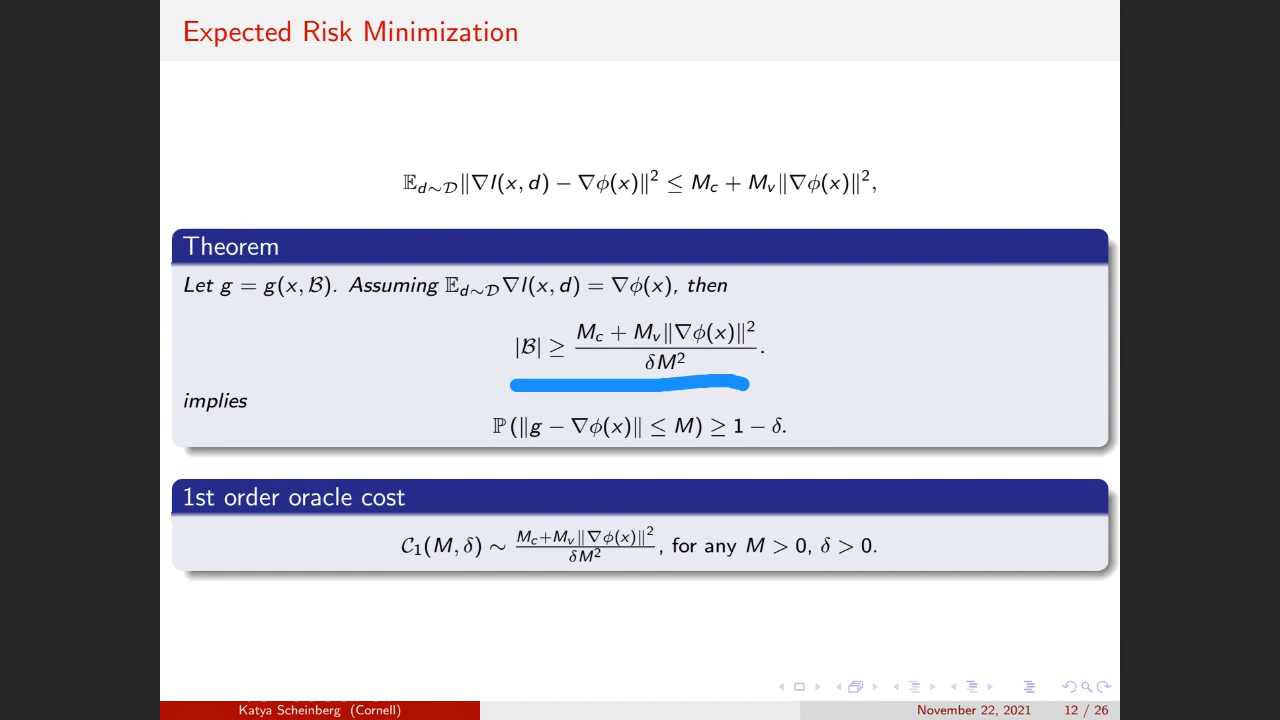 Expected Risk Minimization
𝔼_{d∼𝒟}‖∇l(x, d) − ∇ϕ(x)‖² ≤ M_c + M_v‖∇ϕ(x)‖²,
Theorem
Let g = g(x, ℬ). Assuming 𝔼_{d∼𝒟}∇l(x, d) = ∇ϕ(x), then
|ℬ| ≥ (M_c + M_v‖∇ϕ(x)‖²) / (δM²).
implies
ℙ(‖g − ∇ϕ(x)‖ ≤ M) ≥ 1 − δ.
1st order oracle cost
𝒞₁(M, δ) ∼ (M_c+M_v‖∇ϕ(x)‖²) / (δM²), for any M > 0, δ > 0.
Katya Scheinberg (Cornell) November 22, 2021 12 / 26